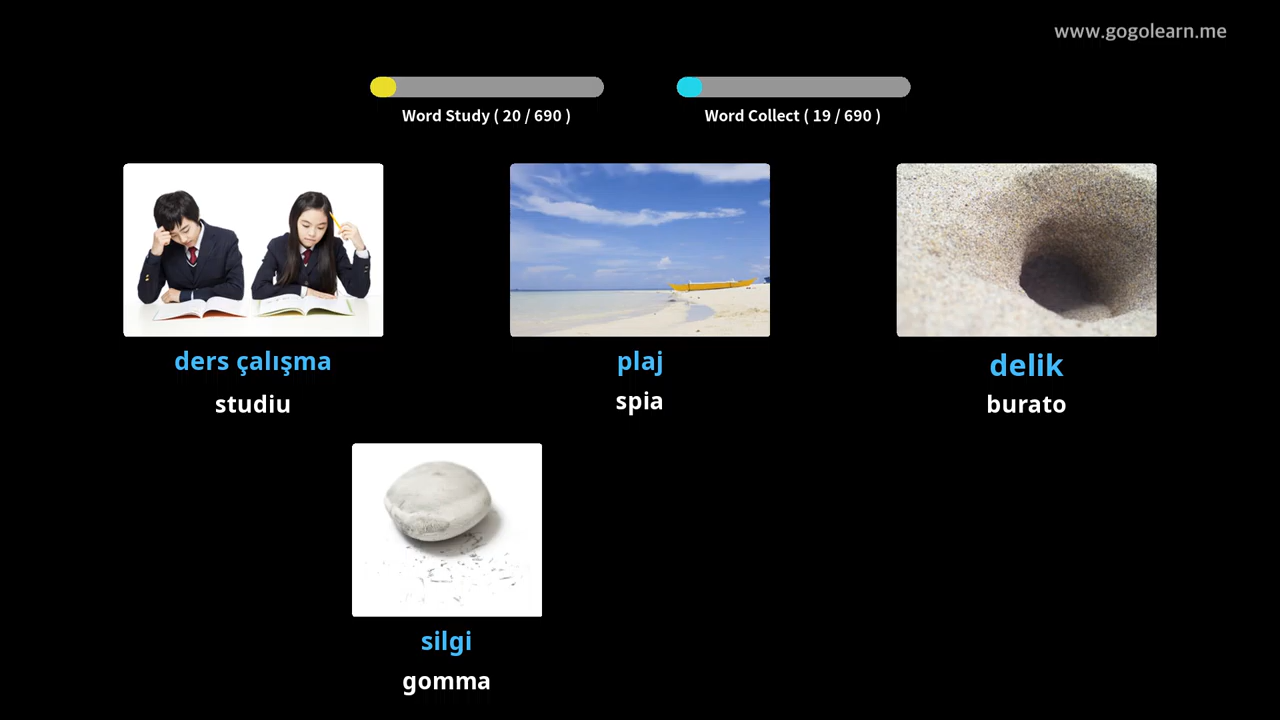 www.gogolearn.me
Word Study ( 20 / 690 )
Word Collect ( 19 / 690 )
ders çalışma
studiu
plaj
spia
delik
burato
silgi
gomma